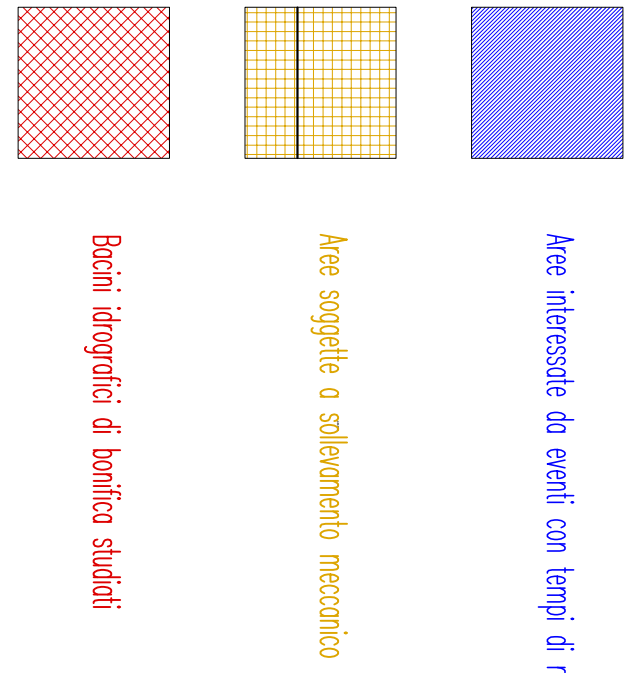 Bacini idrografici di bonifica studiati
Aree soggette a sollevamento meccanico
Aree interessate da eventi con tempi di r